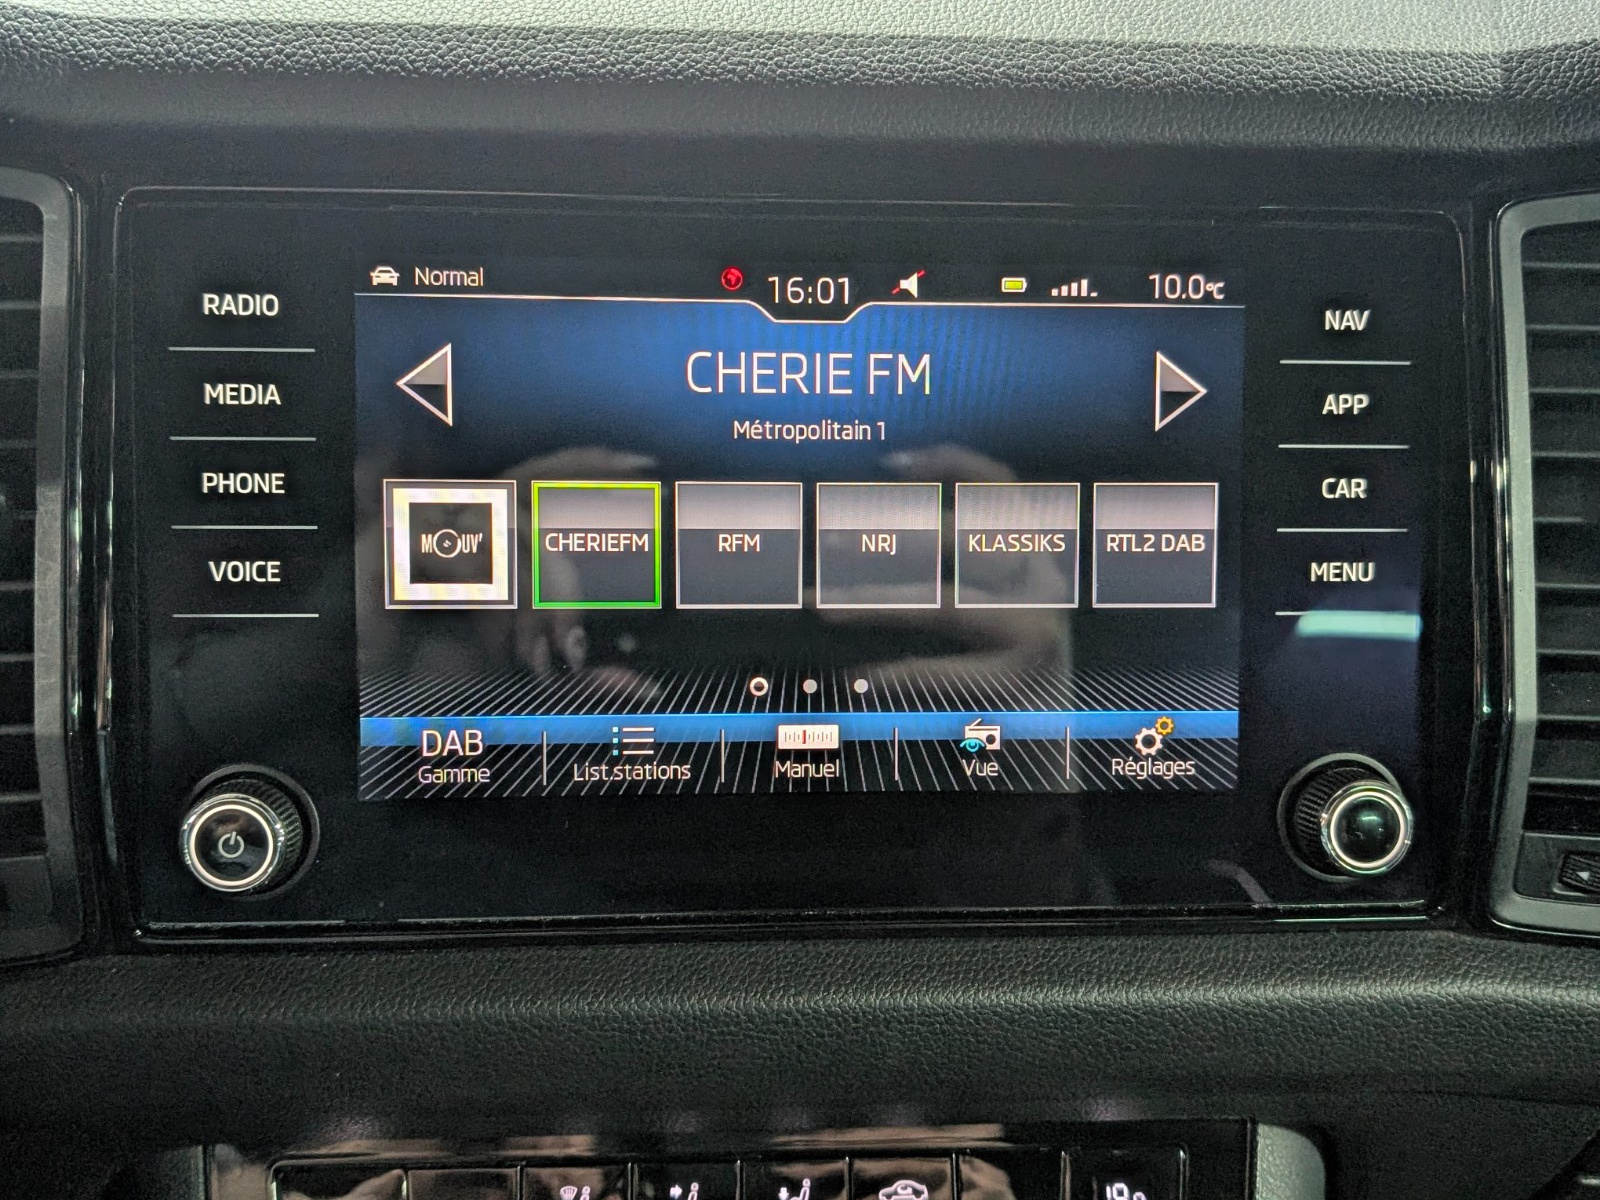 Normal
16:01
10.0°C
RADIO
MEDIA
PHONE
VOICE
CHERIE FM
Métropolitain 1
MOUV'
CHERIEFM
RFM
NRJ
KLASSIKS
RTL2 DAB
DAB
Gamme
List.stations
Manuel
Vue
Réglages
NAV
APP
CAR
MENU